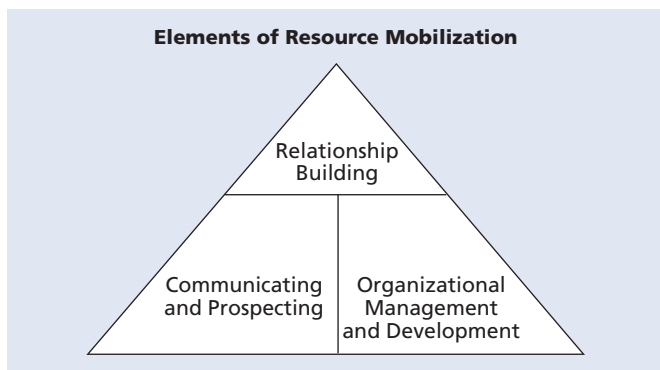 Elements of Resource Mobilization
Relationship
Building
Communicating
and Prospecting
Organizational
Management
and Development